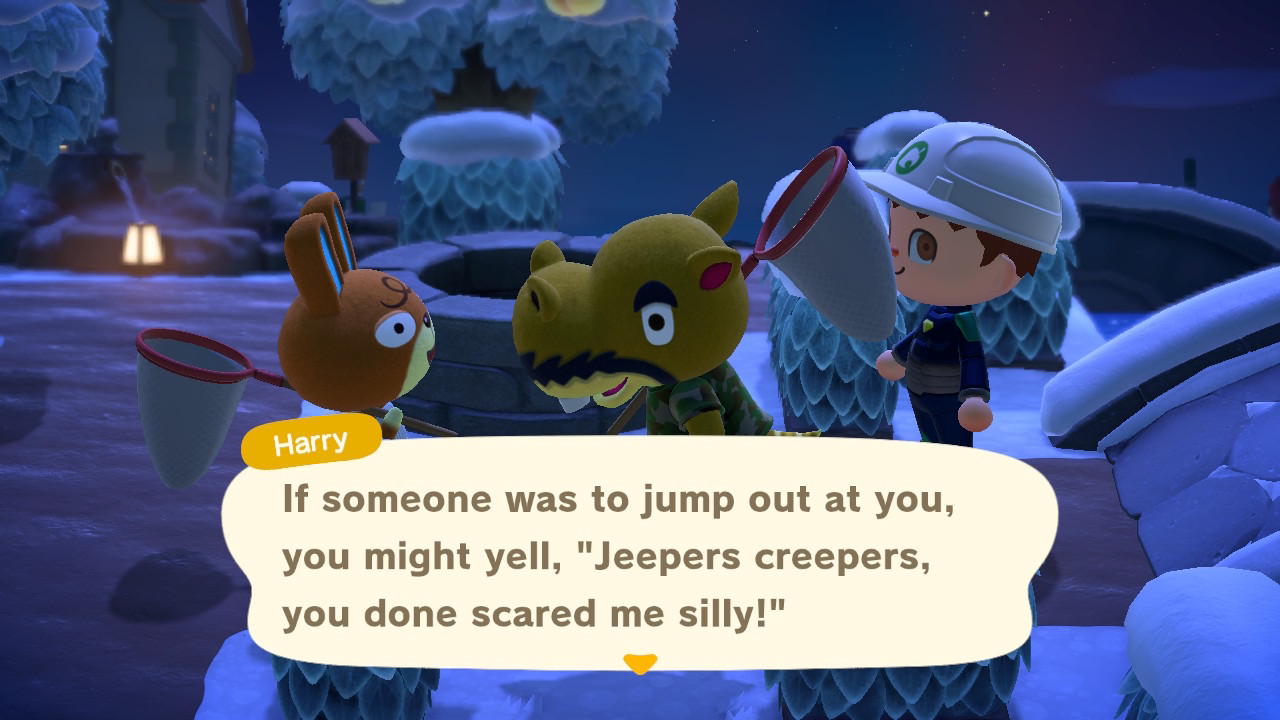 Harry
If someone was to jump out at you,
you might yell, "Jeepers creepers,
you done scared me silly!"